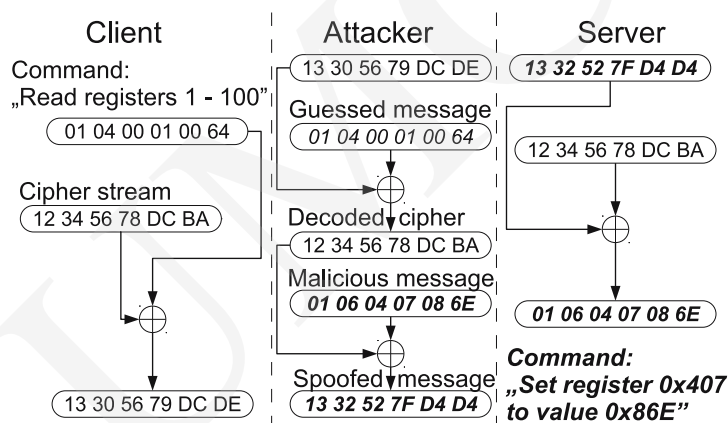 Client
Command:
„Read registers 1 - 100”
01 04 00 01 00 64
Cipher stream
12 34 56 78 DC BA
13 30 56 79 DC DE
Attacker
13 30 56 79 DC DE
Guessed message
01 04 00 01 00 64
Decoded cipher
12 34 56 78 DC BA
Malicious message
01 06 04 07 08 6E
Spoofed message
13 32 52 7F D4 D4
Server
13 32 52 7F D4 D4
12 34 56 78 DC BA
01 06 04 07 08 6E
Command:
„Set register 0x407
to value 0x86E”